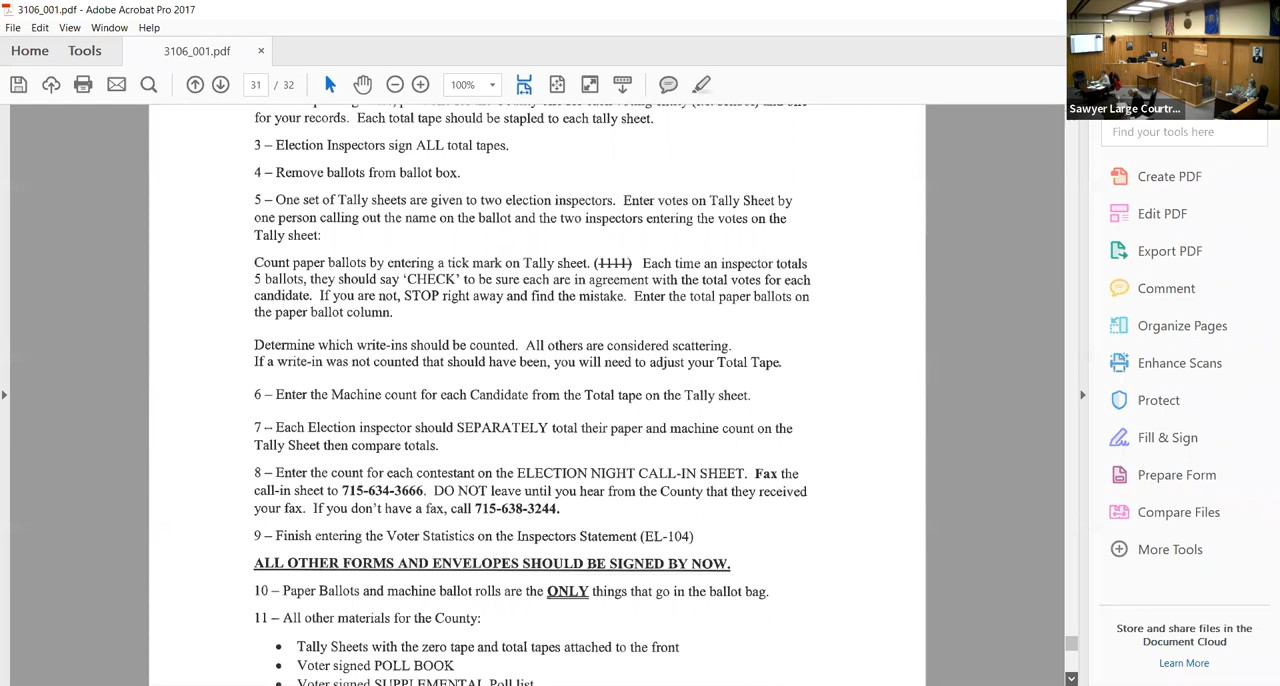 3106_001.pdf - Adobe Acrobat Pro 2017
File Edit View Window Help
Home Tools 3106_001.pdf ×
31 / 32 100%
for your records. Each total tape should be stapled to each tally sheet.
3 – Election Inspectors sign ALL total tapes.
4 – Remove ballots from ballot box.
5 – One set of Tally sheets are given to two election inspectors. Enter votes on Tally Sheet by
one person calling out the name on the ballot and the two inspectors entering the votes on the
Tally sheet:
Count paper ballots by entering a tick mark on Tally sheet. (1111) Each time an inspector totals
5 ballots, they should say ‘CHECK’ to be sure each are in agreement with the total votes for each
candidate. If you are not, STOP right away and find the mistake. Enter the total paper ballots on
the paper ballot column.
Determine which write-ins should be counted. All others are considered scattering.
If a write-in was not counted that should have been, you will need to adjust your Total Tape.
6 – Enter the Machine count for each Candidate from the Total tape on the Tally sheet.
7 – Each Election inspector should SEPARATELY total their paper and machine count on the
Tally Sheet then compare totals.
8 – Enter the count for each contestant on the ELECTION NIGHT CALL-IN SHEET. Fax the
call-in sheet to 715-634-3666. DO NOT leave until you hear from the County that they received
your fax. If you don’t have a fax, call 715-638-3244.
9 – Finish entering the Voter Statistics on the Inspectors Statement (EL-104)
ALL OTHER FORMS AND ENVELOPES SHOULD BE SIGNED BY NOW.
10 – Paper Ballots and machine ballot rolls are the ONLY things that go in the ballot bag.
11 – All other materials for the County:
• Tally Sheets with the zero tape and total tapes attached to the front
• Voter signed POLL BOOK
• Voter signed SUPPLEMENTAL Poll list
Sawyer Large Courtr...
Find your tools here
Create PDF
Edit PDF
Export PDF
Comment
Organize Pages
Enhance Scans
Protect
Fill & Sign
Prepare Form
Compare Files
More Tools
Store and share files in the
Document Cloud
Learn More